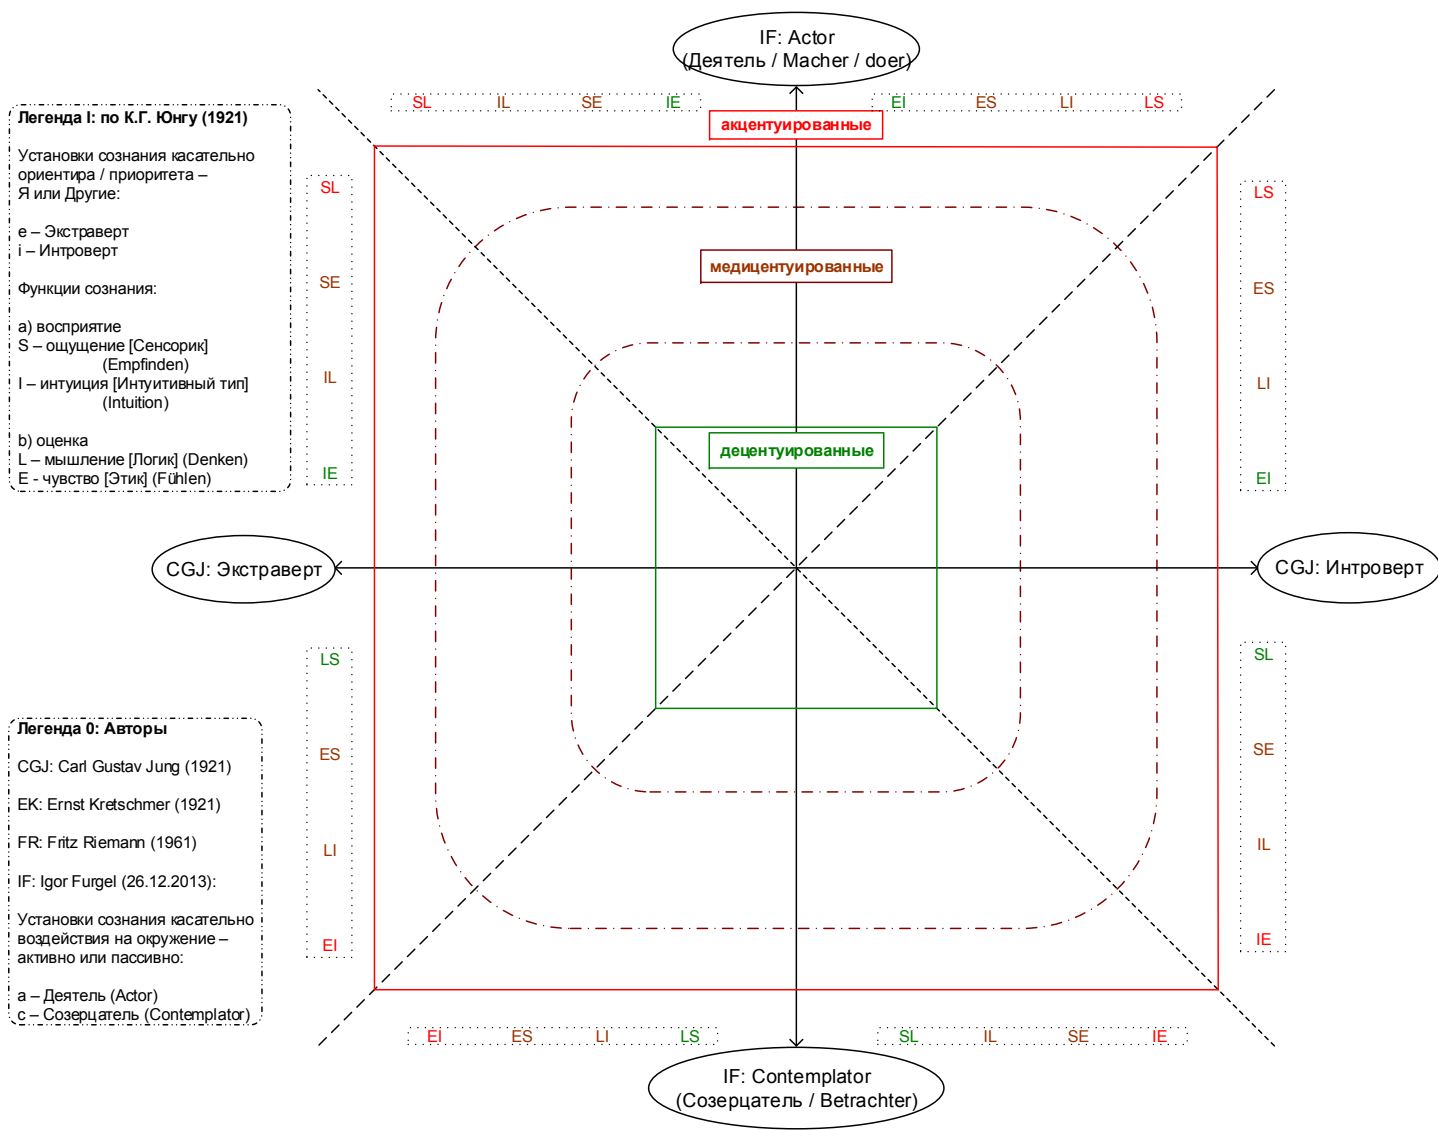 IF: Actor
(Деятель / Macher / doer)
SL IL SE IE
EI ES LI LS
акцентуированные
Легенда I: по К.Г. Юнгу (1921)
Установки сознания касательно
ориентира / приоритета –
Я или Другие:
e – Экстраверт
i – Интроверт
Функции сознания:
a) восприятие
S – ощущение [Сенсорик]
(Empfinden)
I – интуиция [Интуитивный тип]
(Intuition)
b) оценка
L – мышление [Логик] (Denken)
E - чувство [Этик] (Fühlen)
SL
SE
IL
IE
LS
ES
LI
EI
медицентуированные
децентуированные
CGJ: Экстраверт
CGJ: Интроверт
LS
ES
LI
EI
SL
SE
IL
IE
Легенда 0: Авторы
CGJ: Carl Gustav Jung (1921)
EK: Ernst Kretschmer (1921)
FR: Fritz Riemann (1961)
IF: Igor Furgel (26.12.2013):
Установки сознания касательно
воздействия на окружение –
активно или пассивно:
a – Деятель (Actor)
c – Созерцатель (Contemplator)
EI ES LI LS
SL IL SE IE
IF: Contemplator
(Созерцатель / Betrachter)